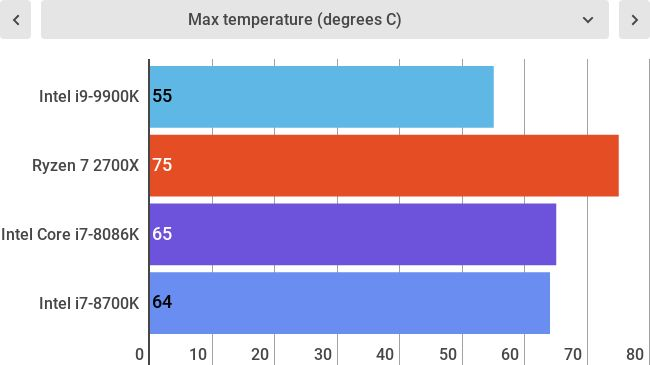 Max temperature (degrees C)
Intel i9-9900K 55
Ryzen 7 2700X 75
Intel Core i7-8086K 65
Intel i7-8700K 64
0 10 20 30 40 50 60 70 80